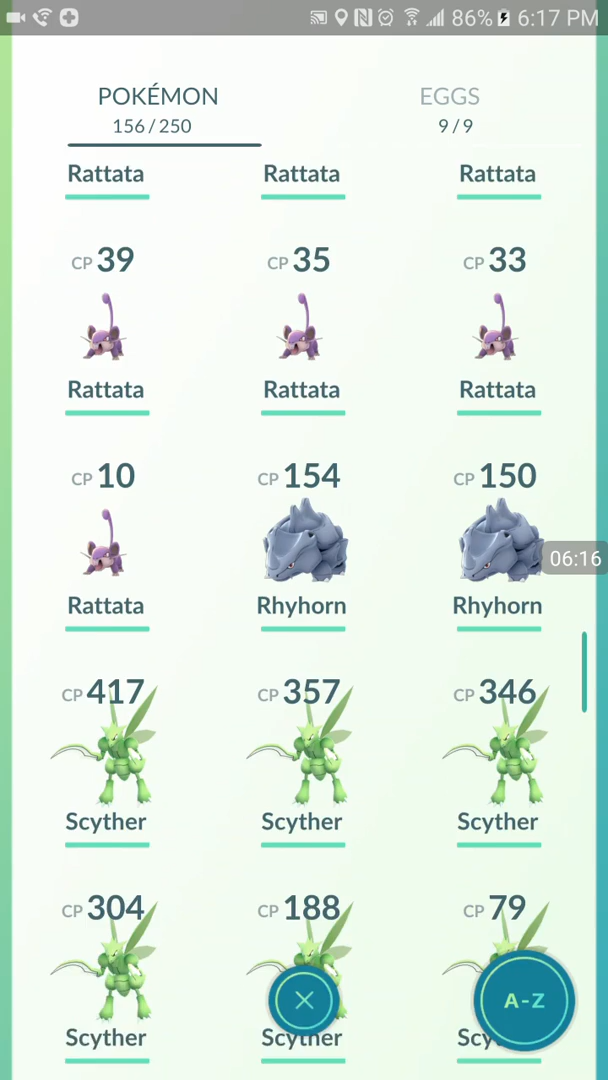 86% 6:17 PM
POKÉMON EGGS
156/250 9/9
Rattata Rattata Rattata
CP 39 CP 35 CP 33
Rattata Rattata Rattata
CP 10 CP 154 CP 150
06:16
Rattata Rhyhorn Rhyhorn
CP 417 CP 357 CP 346
Scyther Scyther Scyther
CP 304 CP 188 CP 79
A-Z
Scyther Scyther Scy